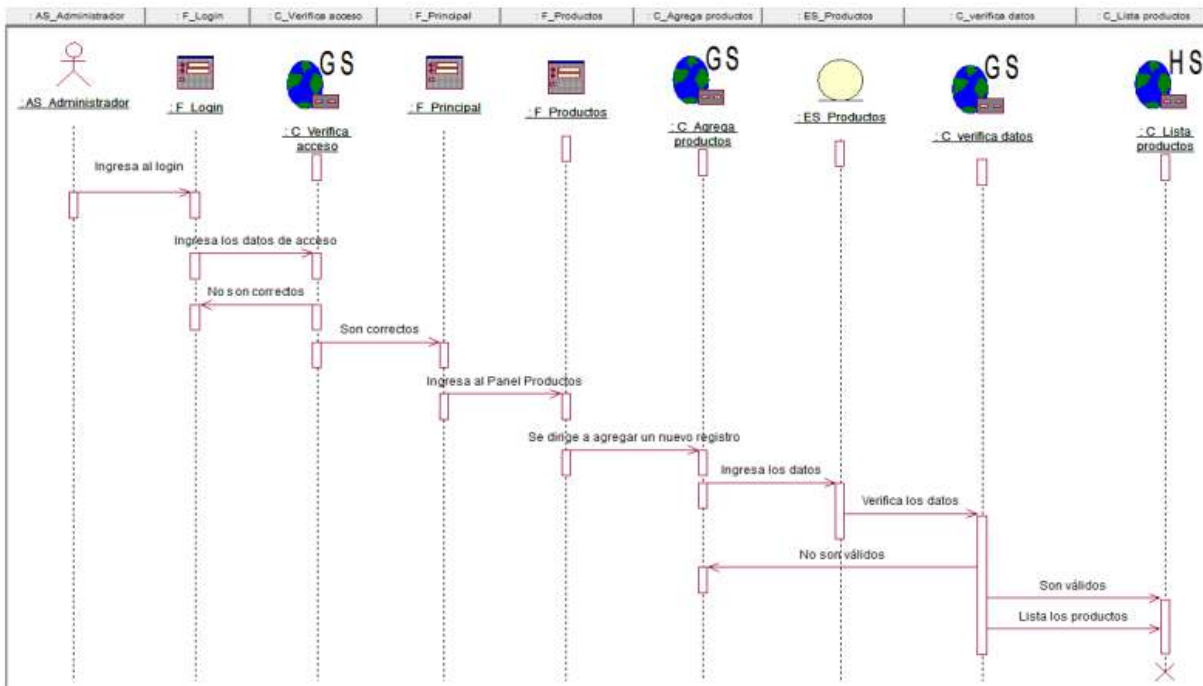 : AS_Administrador
: F_Login
: C_Verifica acceso
: F_Principal
: F_Productos
: C_Agrega productos
: ES_Productos
: C_verifica datos
: C_Lista productos
GS
GS
GS
HS
: AS_Administrador
: F_Login
: C_Verifica
acceso
: F_Principal
: F_Productos
: C_Agrega
productos
: ES_Productos
: C_verifica datos
: C_Lista
productos
Ingresa al login
Ingresa los datos de acceso
No son correctos
Son correctos
Ingresa al Panel Productos
Se dirige a agregar un nuevo registro
Ingresa los datos
Verifica los datos
No son válidos
Son válidos
Lista los productos